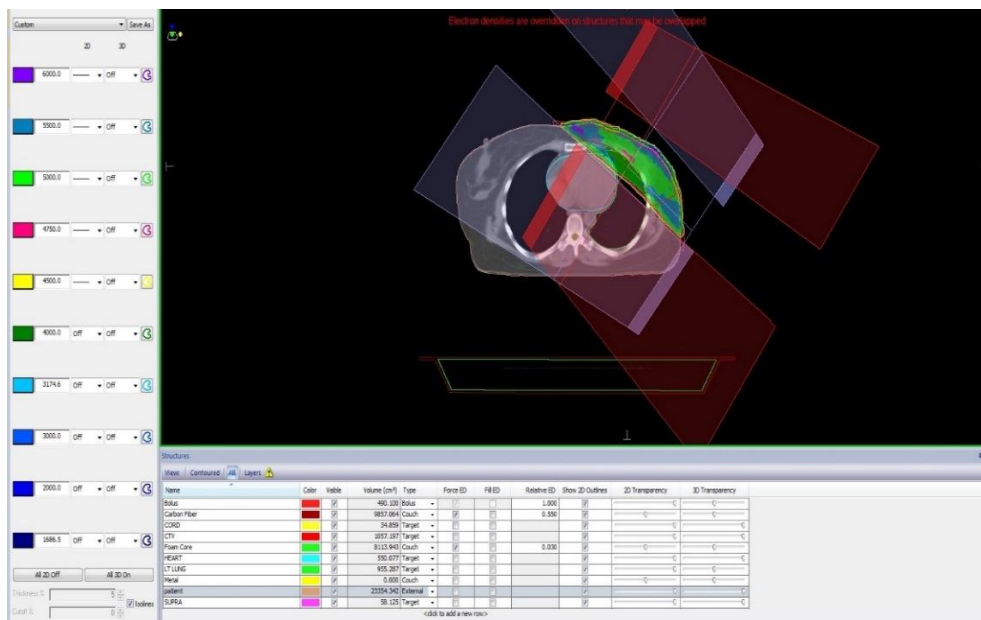 Custom Save As
2D 3D
6000.0 Off
5500.0 Off
5000.0 Off
4750.0 Off
4500.0 Off
4000.0 Off Off
3174.6 Off Off
3000.0 Off Off
2000.0 Off Off
1686.5 Off Off
All 2D Off All 3D On
Thickness %: 5
Cutoff %: 0 Isolines
Electron densities are overridden on structures that may be overlapped
Structures
View: Contoured All Layers
Name Color Visible Volume (cm³) Type Force ED Fill ED Relative ED Show 2D Outlines 2D Transparency 3D Transparency
Bolus 490.100 Bolus 1.000
Carbon Fiber 9857.064 Couch 0.550
CORD 34.859 Target
CTV 1057.197 Target
Foam Core 8113.943 Couch 0.030
HEART 550.077 Target
LT LUNG 955.287 Target
Metal 0.000 Couch
patient 23354.342 External
SUPRA 58.125 Target
<click to add a new row>